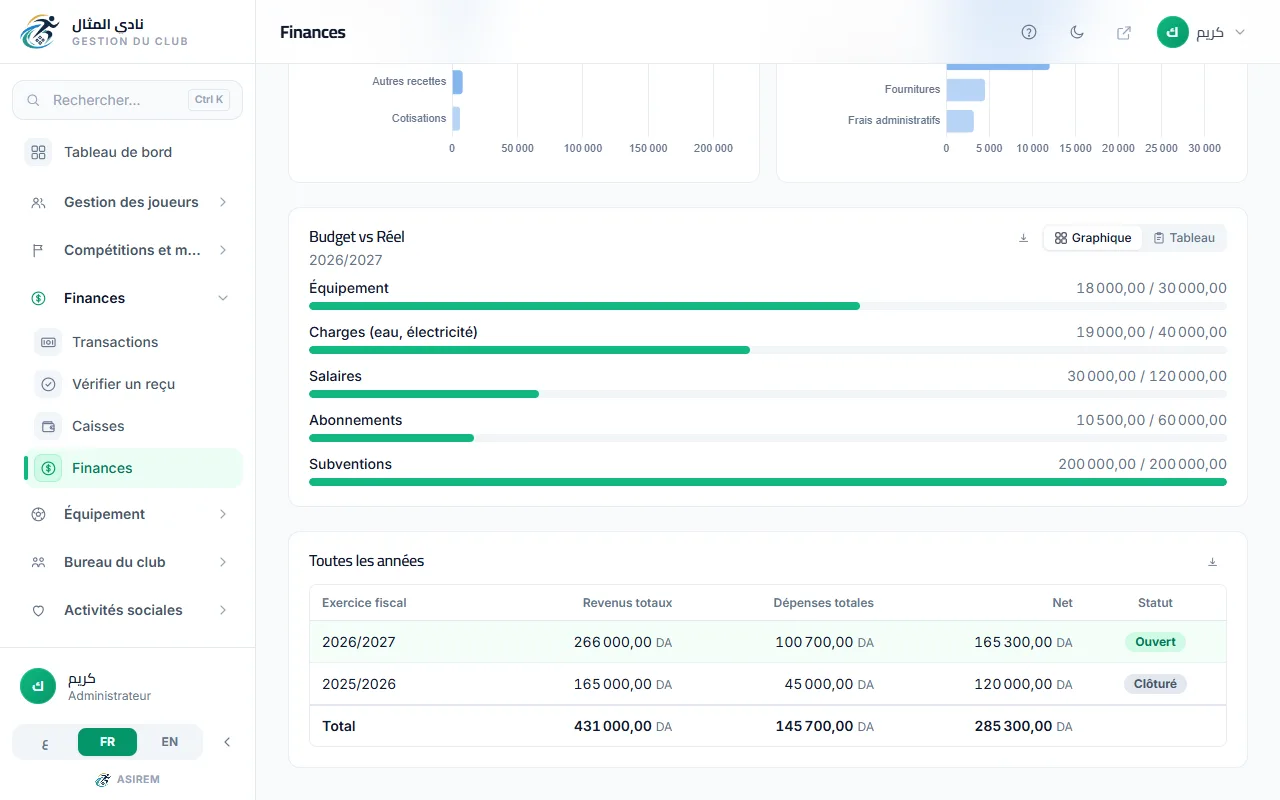 نادي المثال
GESTION DU CLUB
Rechercher...
Ctrl K
Tableau de bord
Gestion des joueurs
Compétitions et m...
Finances
Transactions
Vérifier un reçu
Caisses
Finances
Équipement
Bureau du club
Activités sociales
كريم
Administrateur
ع
FR
EN
ASIREM
Finances
ك
كريم
Autres recettes
Cotisations
0
50 000
100 000
150 000
200 000
Fournitures
Frais administratifs
0
5 000
10 000
15 000
20 000
25 000
30 000
Budget vs Réel
Graphique
Tableau
2026/2027
Équipement 18 000,00 / 30 000,00
Charges (eau, électricité) 19 000,00 / 40 000,00
Salaires 30 000,00 / 120 000,00
Abonnements 10 500,00 / 60 000,00
Subventions 200 000,00 / 200 000,00
Toutes les années
Exercice fiscal Revenus totaux Dépenses totales Net Statut
2026/2027 266 000,00 DA 100 700,00 DA 165 300,00 DA Ouvert
2025/2026 165 000,00 DA 45 000,00 DA 120 000,00 DA Clôturé
Total 431 000,00 DA 145 700,00 DA 285 300,00 DA
ك